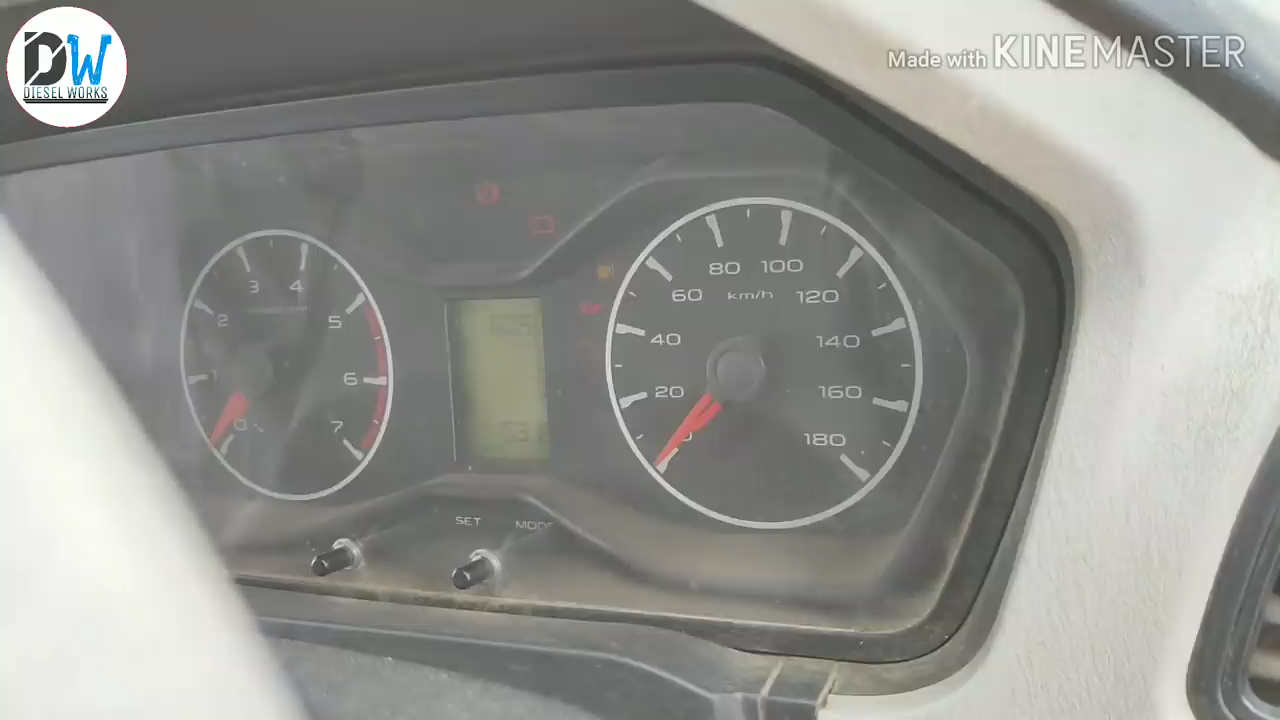 DW
DIESEL WORKS
Made with KINEMASTER
1 2 3 4 5 6 7
0
0 20 40 60 80 100 120 140 160 180
km/h
SET MODE